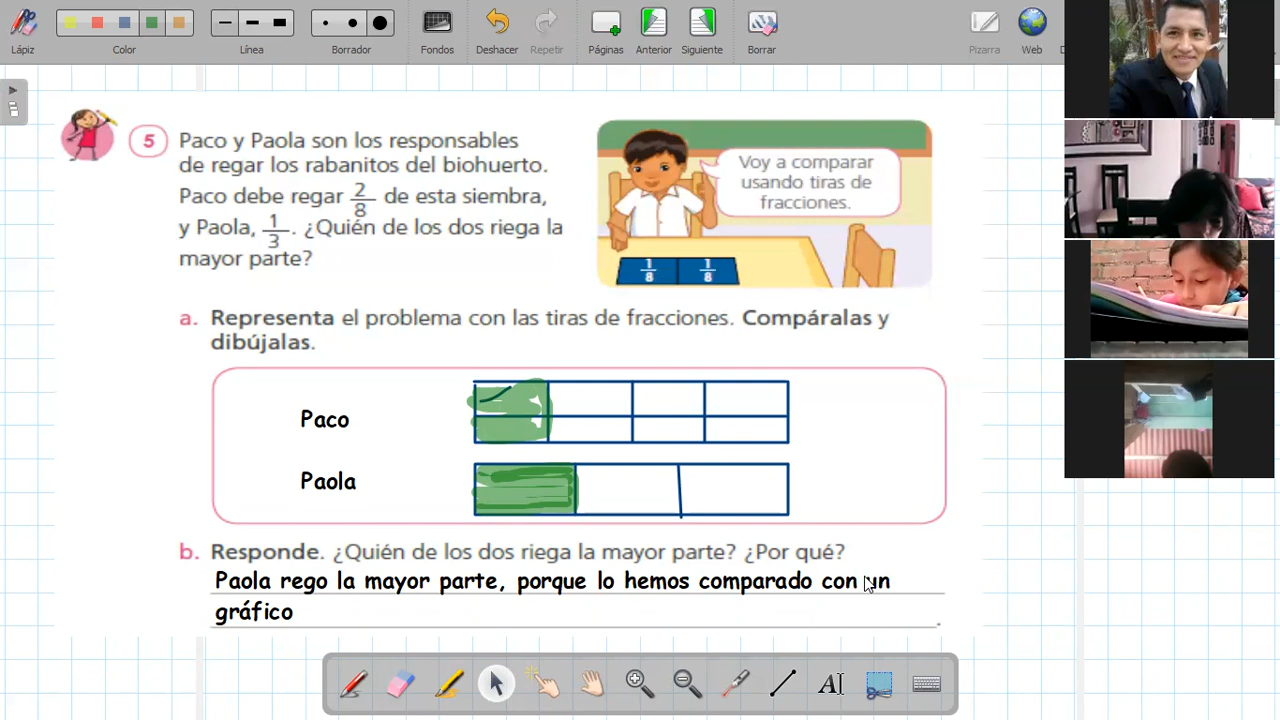 Lápiz
Color
Línea
Borrador
Fondos
Deshacer
Repetir
Páginas
Anterior
Siguiente
Borrar
Pizarra
Web
5
Paco y Paola son los responsables
de regar los rabanitos del biohuerto.
Paco debe regar 2/8 de esta siembra,
y Paola, 1/3. ¿Quién de los dos riega la
mayor parte?
Voy a comparar
usando tiras de
fracciones.
1/8 1/8
a. Representa el problema con las tiras de fracciones. Compáralas y
dibújalas.
Paco
Paola
b. Responde. ¿Quién de los dos riega la mayor parte? ¿Por qué?
Paola rego la mayor parte, porque lo hemos comparado con un
gráfico
.